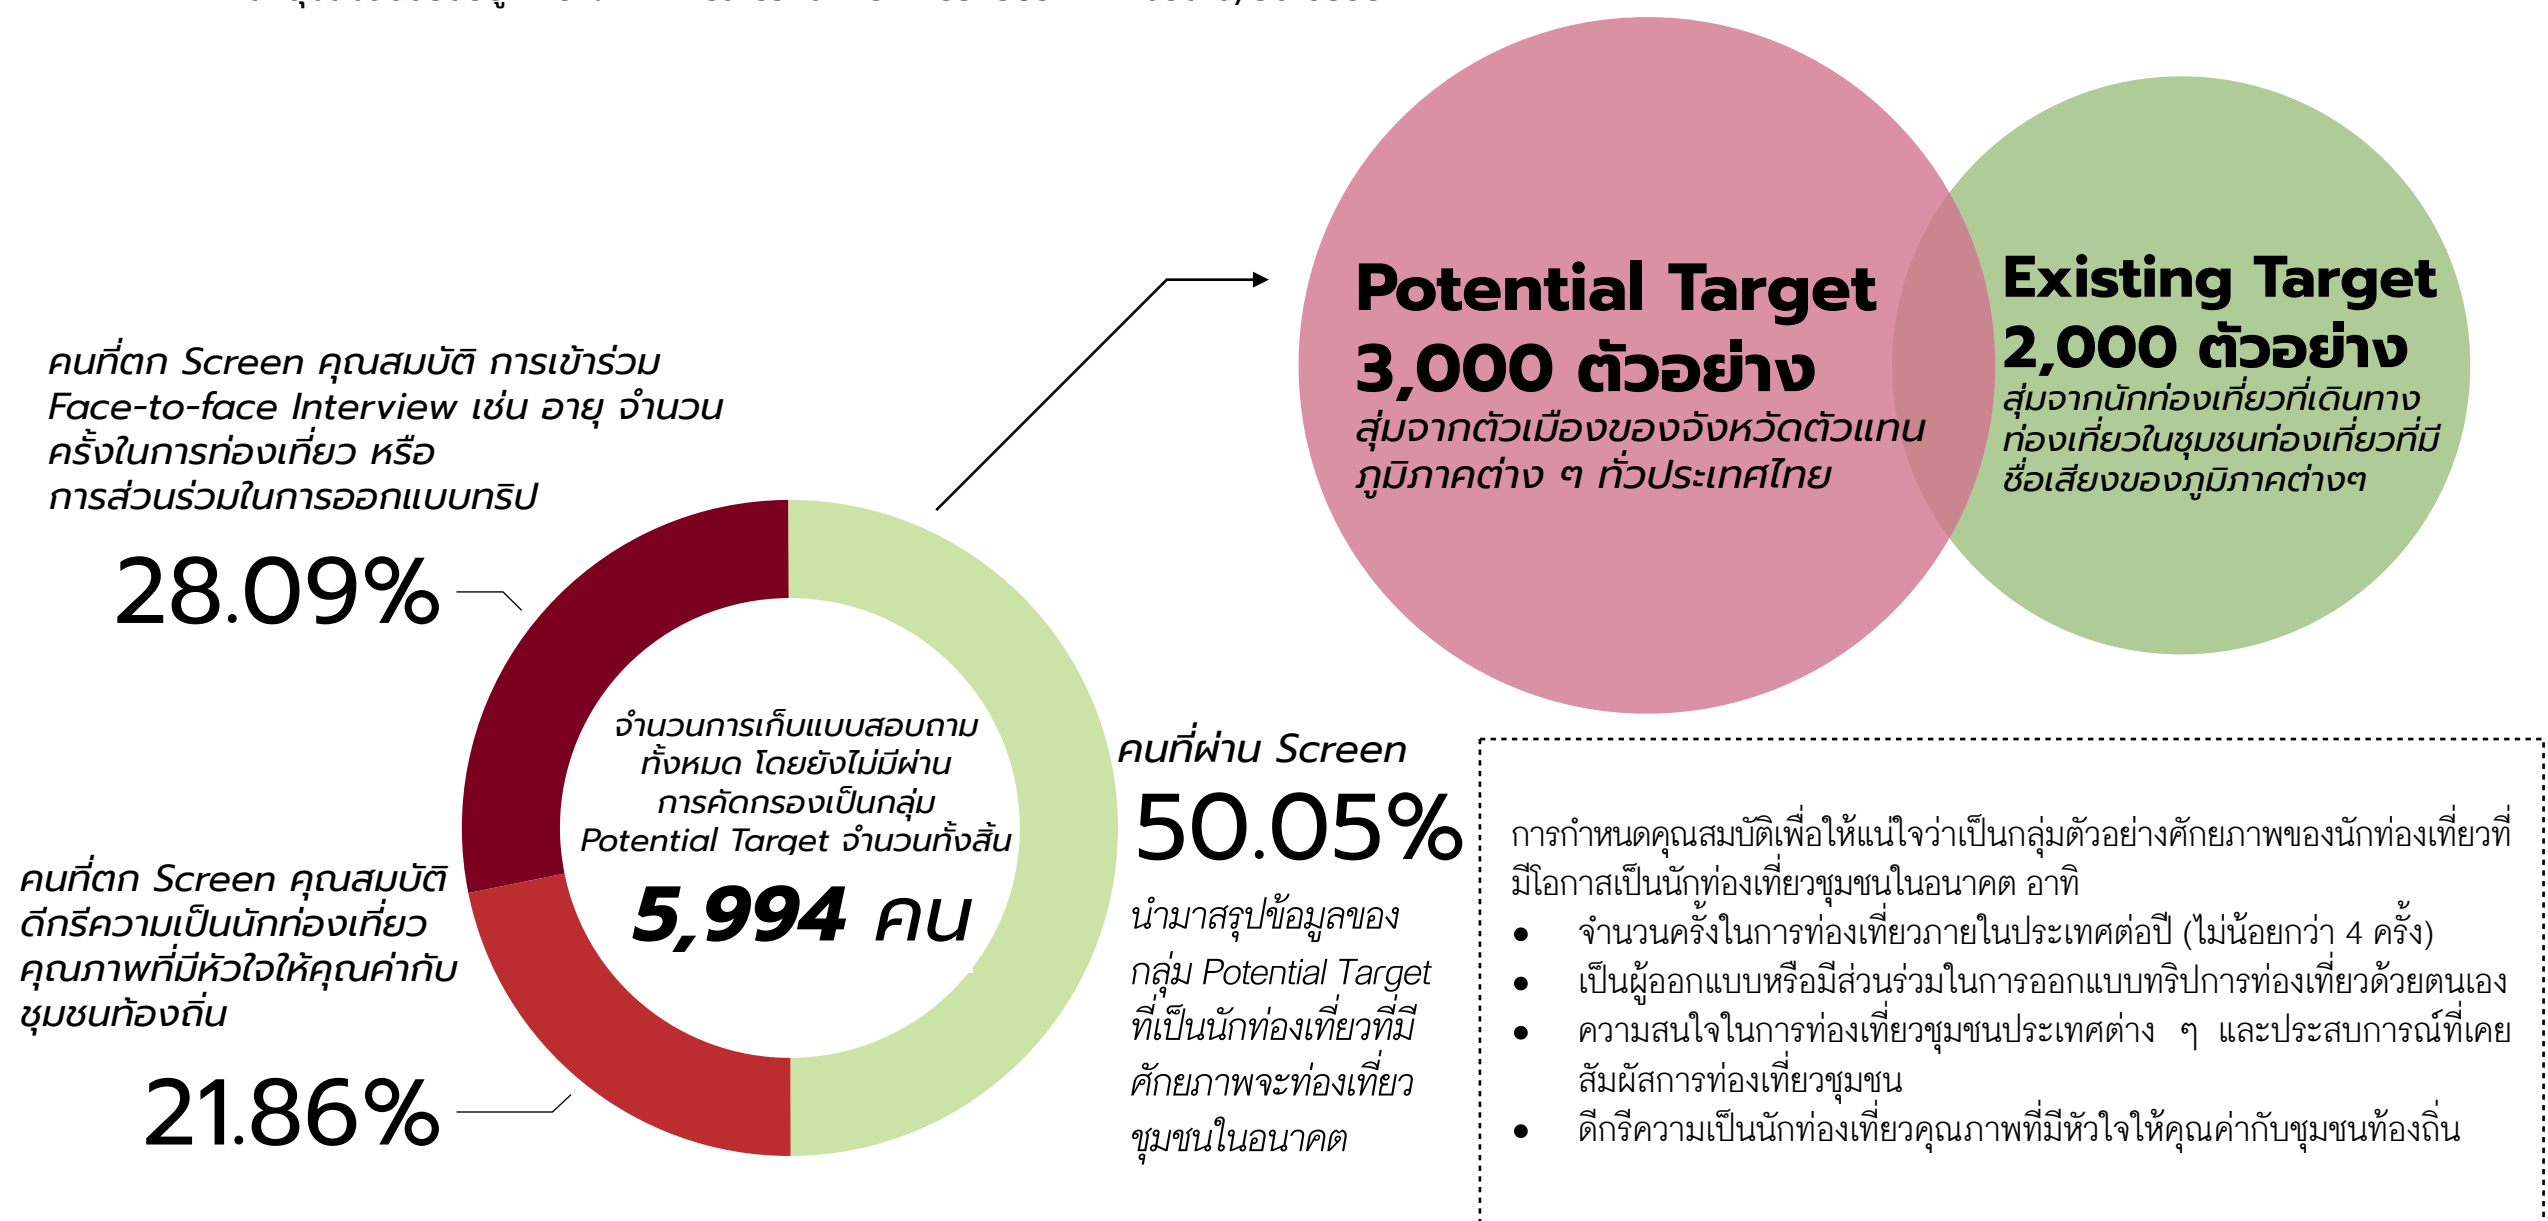 Potential Target
3,000 ตัวอย่าง
สุ่มจากตัวเมืองของจังหวัดตัวแทน
ภูมิภาคต่าง ๆ ทั่วประเทศไทย
Existing Target
2,000 ตัวอย่าง
สุ่มจากนักท่องเที่ยวที่เดินทาง
ท่องเที่ยวในชุมชนท่องเที่ยวที่มี
ชื่อเสียงของภูมิภาคต่างๆ
คนที่ตก Screen คุณสมบัติ การเข้าร่วม
Face-to-face Interview เช่น อายุ จำนวน
ครั้งในการท่องเที่ยว หรือ
การส่วนร่วมในการออกแบบทริป
28.09%
คนที่ตก Screen คุณสมบัติ
ดีกรีความเป็นนักท่องเที่ยว
คุณภาพที่มีหัวใจให้คุณค่ากับ
ชุมชนท้องถิ่น
21.86%
จำนวนการเก็บแบบสอบถาม
ทั้งหมด โดยยังไม่มีผ่าน
การคัดกรองเป็นกลุ่ม
Potential Target จำนวนทั้งสิ้น
5,994 คน
คนที่ผ่าน Screen
50.05%
นำมาสรุปข้อมูลของ
กลุ่ม Potential Target
ที่เป็นนักท่องเที่ยวที่มี
ศักยภาพจะท่องเที่ยว
ชุมชนในอนาคต
การกำหนดคุณสมบัติเพื่อให้แน่ใจว่าเป็นกลุ่มตัวอย่างศักยภาพของนักท่องเที่ยวที่
มีโอกาสเป็นนักท่องเที่ยวชุมชนในอนาคต อาทิ
● จำนวนครั้งในการท่องเที่ยวภายในประเทศต่อปี (ไม่น้อยกว่า 4 ครั้ง)
● เป็นผู้ออกแบบหรือมีส่วนร่วมในการออกแบบทริปการท่องเที่ยวด้วยตนเอง
● ความสนใจในการท่องเที่ยวชุมชนประเทศต่าง ๆ และประสบการณ์ที่เคย
สัมผัสการท่องเที่ยวชุมชน
● ดีกรีความเป็นนักท่องเที่ยวคุณภาพที่มีหัวใจให้คุณค่ากับชุมชนท้องถิ่น